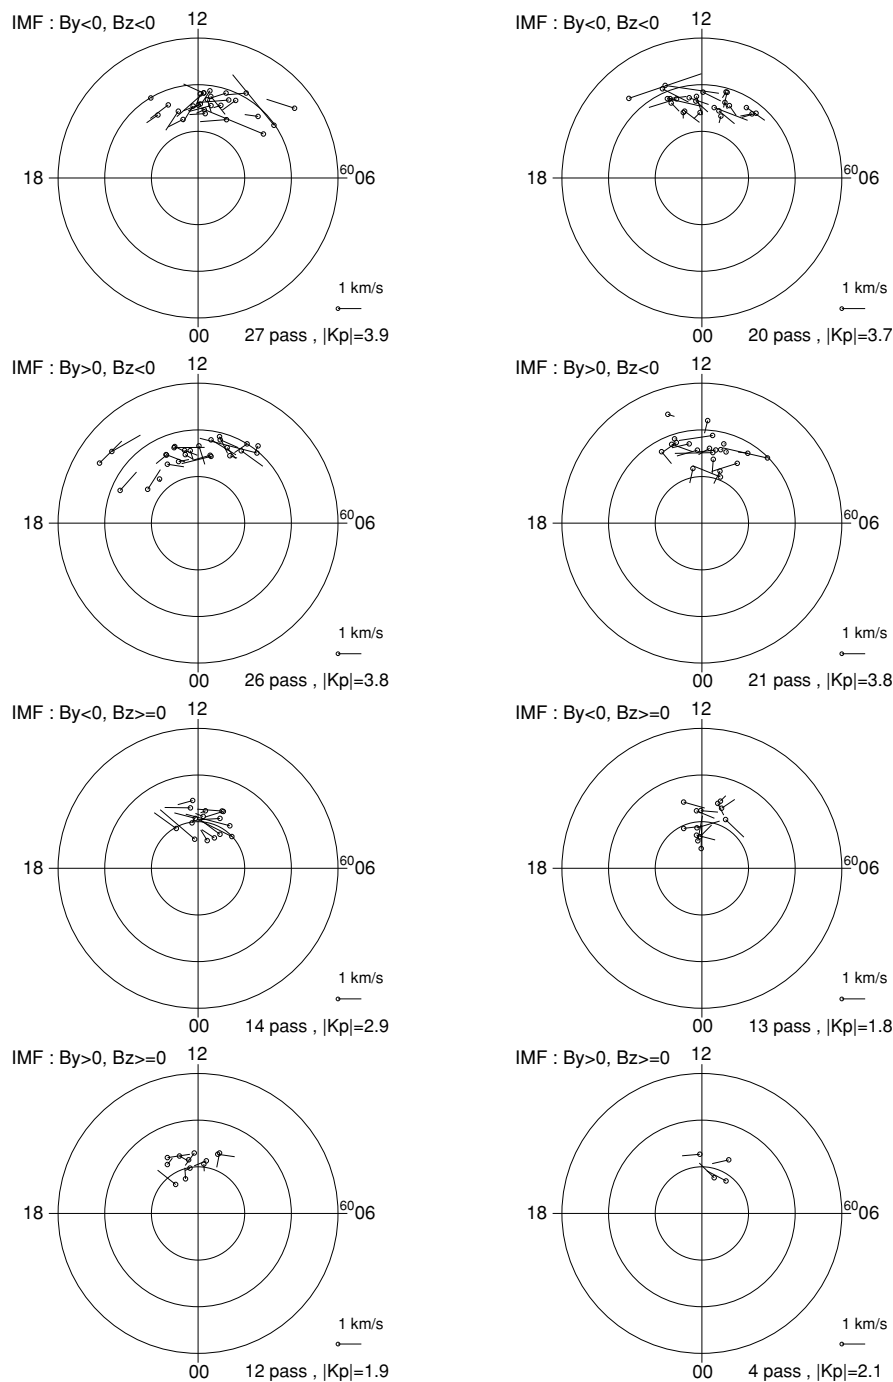 IMF : By<0, Bz<0
12
18
60
06
1 km/s
00
27 pass , |Kp|=3.9
IMF : By<0, Bz<0
12
18
60
06
1 km/s
00
20 pass , |Kp|=3.7
IMF : By>0, Bz<0
12
18
60
06
1 km/s
00
26 pass , |Kp|=3.8
IMF : By>0, Bz<0
12
18
60
06
1 km/s
00
21 pass , |Kp|=3.8
IMF : By<0, Bz>=0
12
18
60
06
1 km/s
00
14 pass , |Kp|=2.9
IMF : By<0, Bz>=0
12
18
60
06
1 km/s
00
13 pass , |Kp|=1.8
IMF : By>0, Bz>=0
12
18
60
06
1 km/s
00
12 pass , |Kp|=1.9
IMF : By>0, Bz>=0
12
18
60
06
1 km/s
00
4 pass , |Kp|=2.1